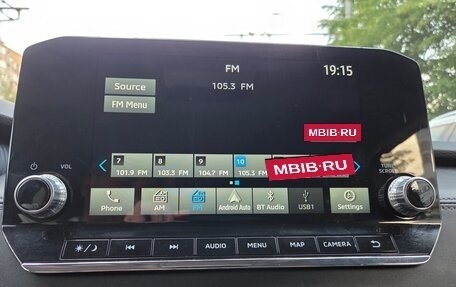 FM
19:15
Source
105.3 FM
FM Menu
MBIB·RU
7 8 9 10
101.9 FM 103.3 FM 104.7 FM 105.3
MBIB·RU
VOL
TUNE
SCROLL
Phone AM FM Android Auto BT Audio USB1 Settings
AUDIO MENU MAP CAMERA